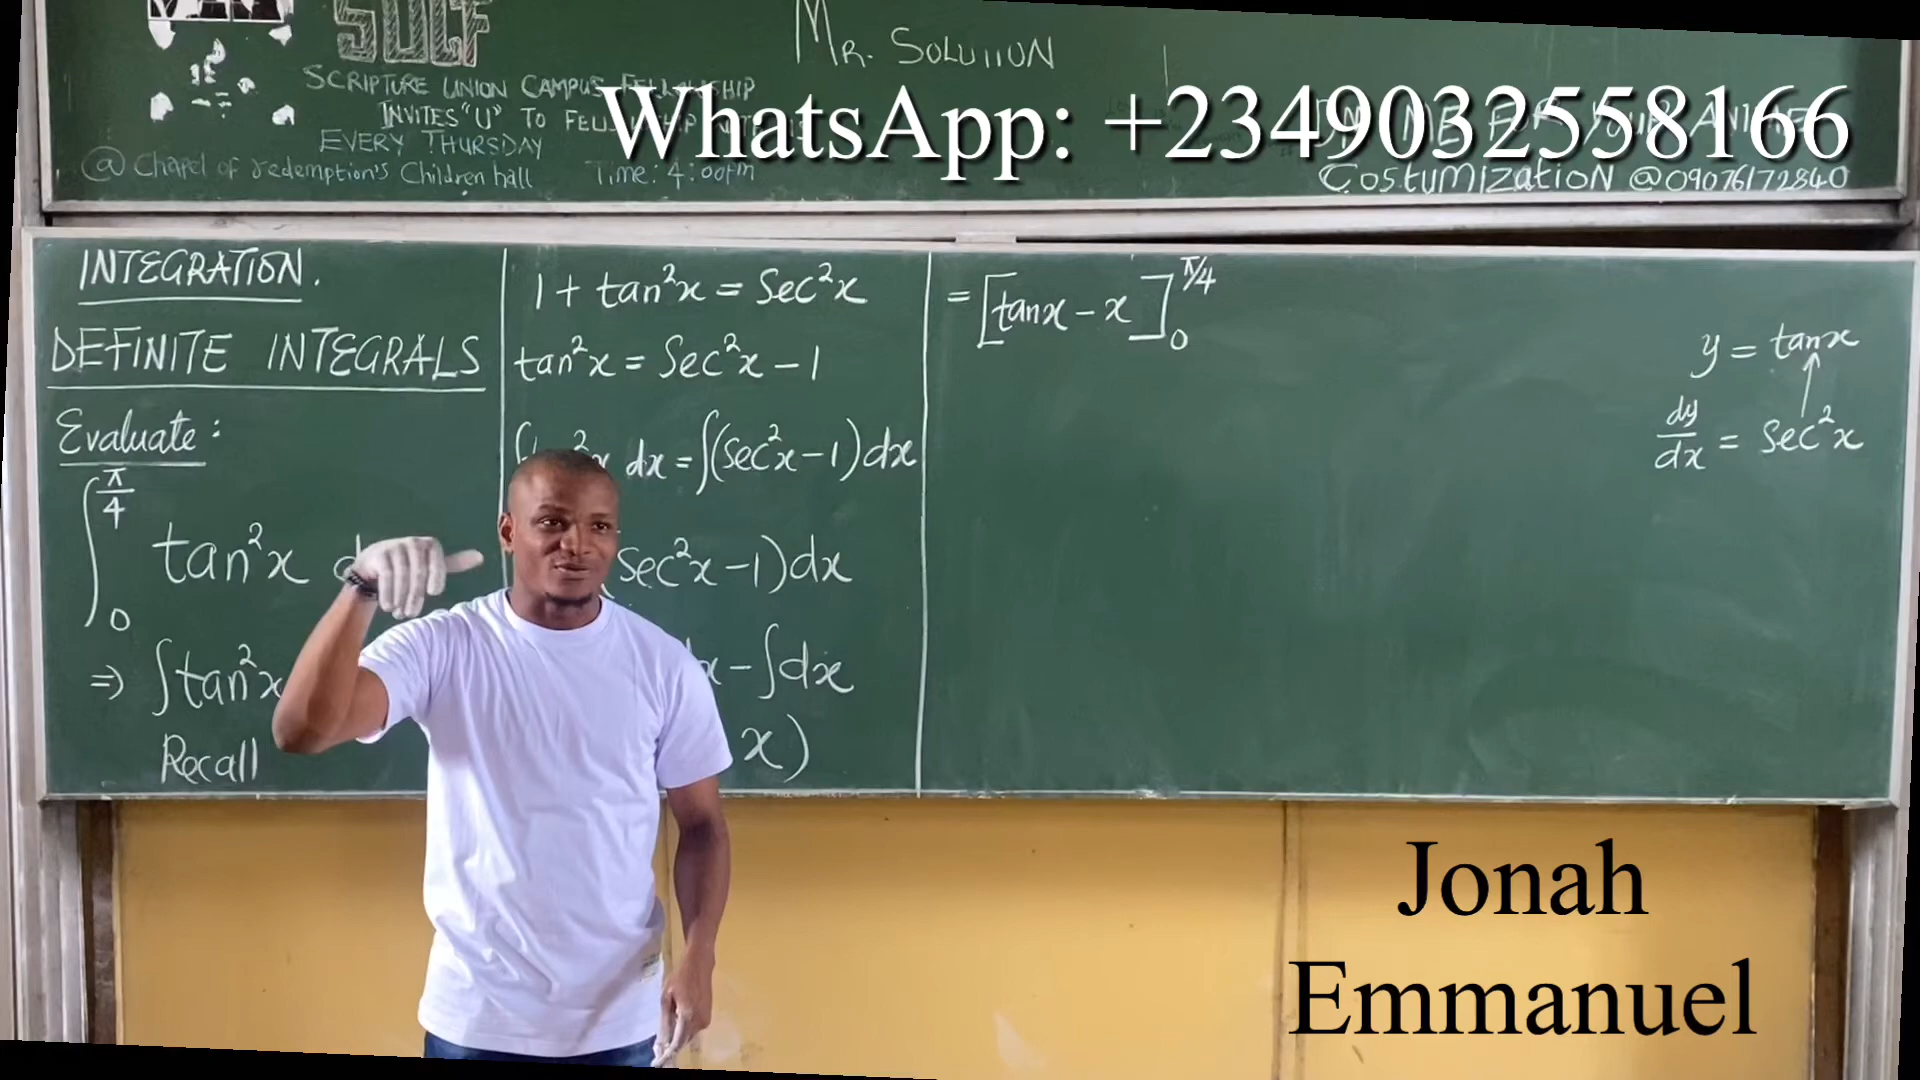 SUCF
MR. SOLUTION
SCRIPTURE UNION CAMPUS FELLOWSHIP
INVITES "U" TO
EVERY THURSDAY
@ Chapel of redemption's Children hall Time: 4:00Pm
WhatsApp: +2349032558166
COSTUMIZATION @09076172840
INTEGRATION.
DEFINITE INTEGRALS
Evaluate:
∫₀^π/4 tan²x
⇒ ∫tan²x
Recall
1 + tan²x = Sec²x
tan²x = Sec²x − 1
dx = ∫(Sec²x − 1)dx
(Sec²x − 1)dx
− ∫dx
x)
= [tanx − x]₀^π/4
y = tanx
dy/dx = Sec²x
Jonah
Emmanuel